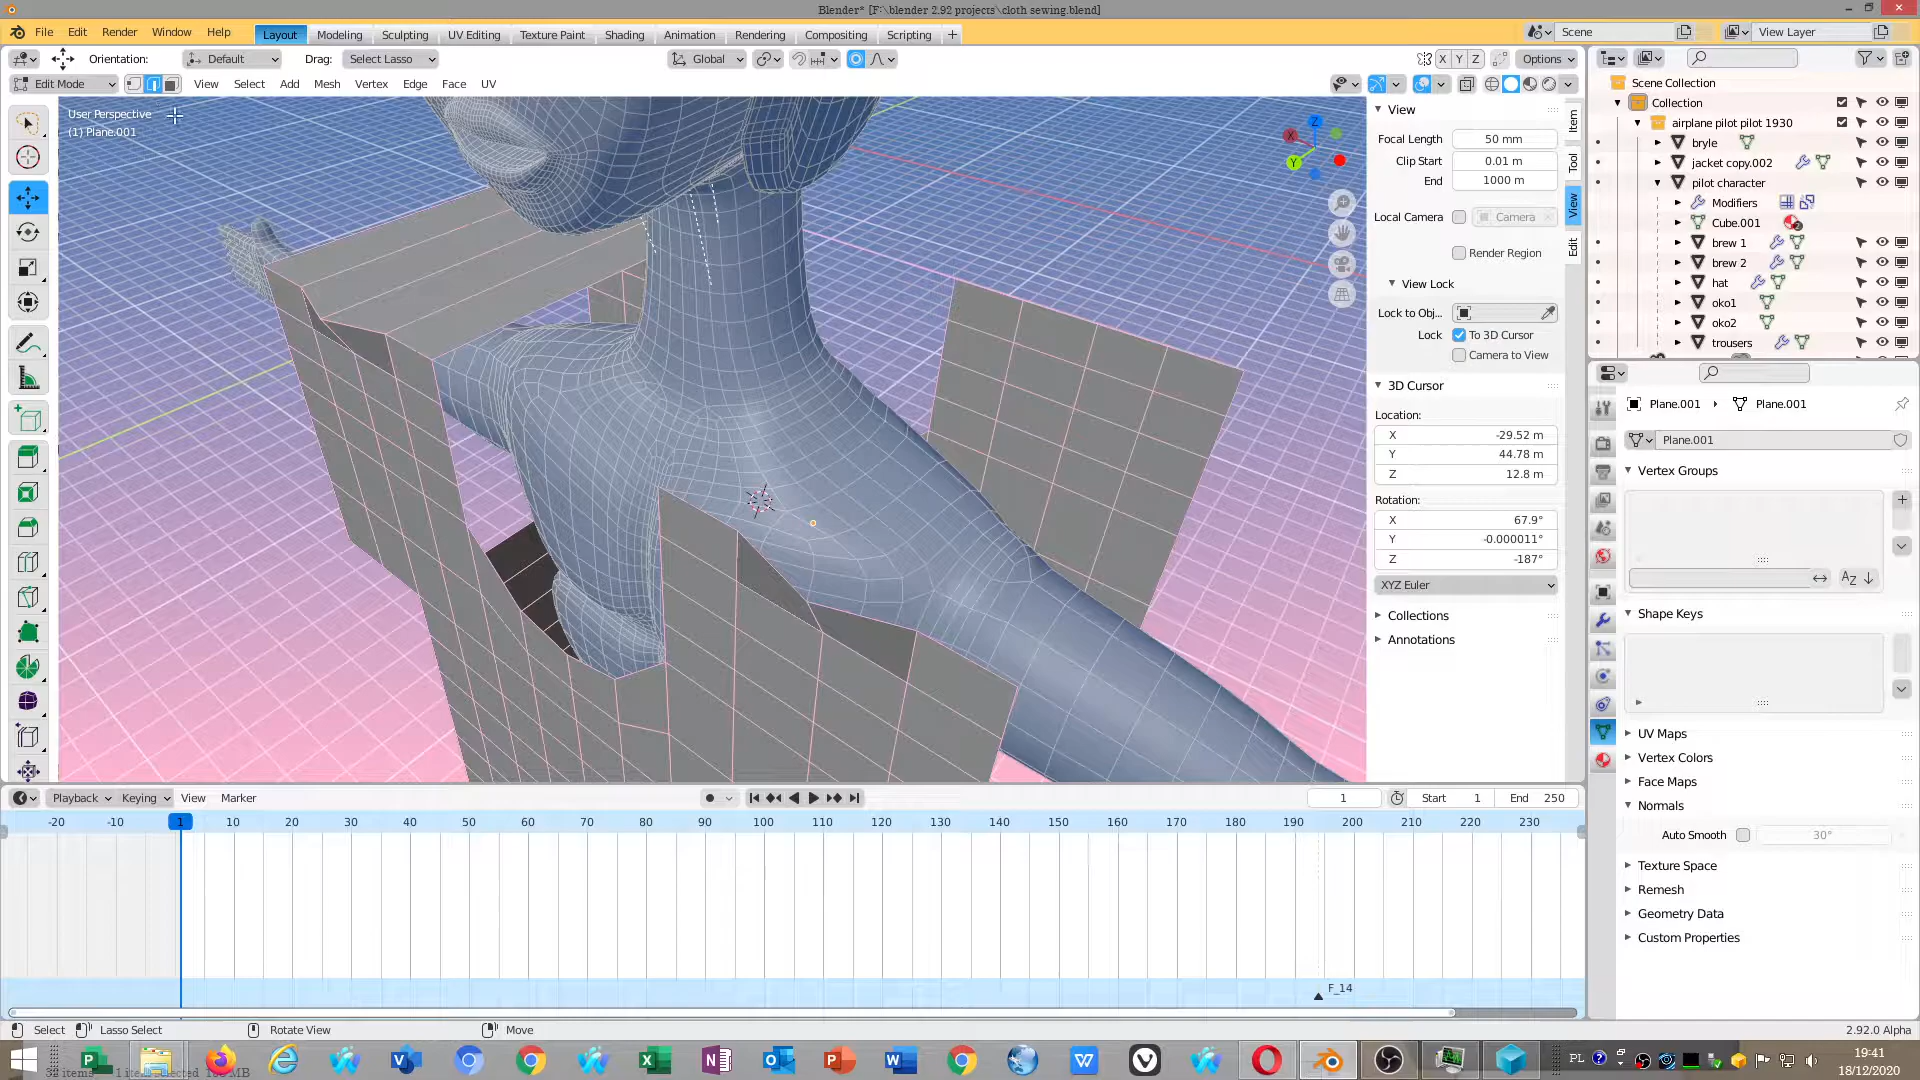 Blender* [F:\blender 2.92 projects\cloth sewing.blend]
File Edit Render Window Help Layout Modeling Sculpting UV Editing Texture Paint Shading Animation Rendering Compositing Scripting + Scene View Layer
Orientation: Default Drag: Select Lasso Global X Y Z Options
Edit Mode View Select Add Mesh Vertex Edge Face UV
User Perspective
(1) Plane.001
Z
X
Y
View
Focal Length 50 mm
Clip Start 0.01 m
End 1000 m
Local Camera Camera
Render Region
View Lock
Lock to Obj...
Lock To 3D Cursor
Camera to View
3D Cursor
Location:
X -29.52 m
Y 44.78 m
Z 12.8 m
Rotation:
X 67.9°
Y -0.000011°
Z -187°
XYZ Euler
Collections
Annotations
Item
Tool
View
Edit
Scene Collection
Collection
airplane pilot pilot 1930
bryle
jacket copy.002
pilot character
Modifiers
Cube.001
brew 1
brew 2
hat
oko1
oko2
trousers
Plane.001 Plane.001
Plane.001
Vertex Groups
Shape Keys
UV Maps
Vertex Colors
Face Maps
Normals
Auto Smooth 30°
Texture Space
Remesh
Geometry Data
Custom Properties
Playback Keying View Marker 1 Start 1 End 250
-20 -10 1 10 20 30 40 50 60 70 80 90 100 110 120 130 140 150 160 170 180 190 200 210 220 230
F_14
Select Lasso Select Rotate View Move 2.92.0 Alpha
PL 19:41
18/12/2020